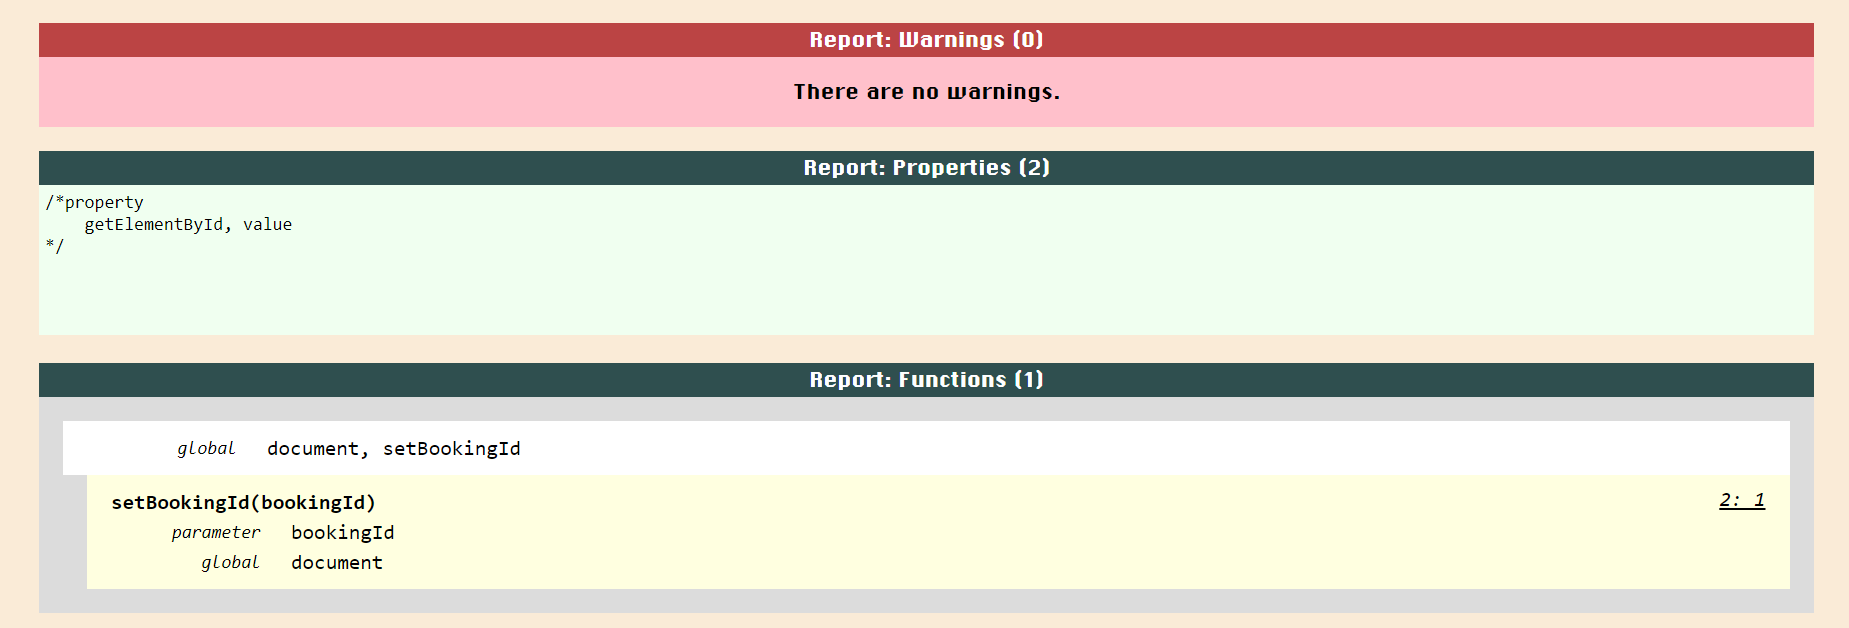 Report: Warnings (0)
There are no warnings.
Report: Properties (2)
/*property
    getElementById, value
*/
Report: Functions (1)
global document, setBookingId
setBookingId(bookingId) 2: 1
parameter bookingId
global document